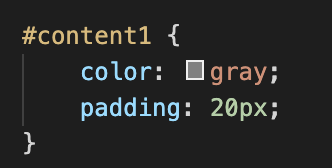 #content1 {
    color: gray;
    padding: 20px;
}